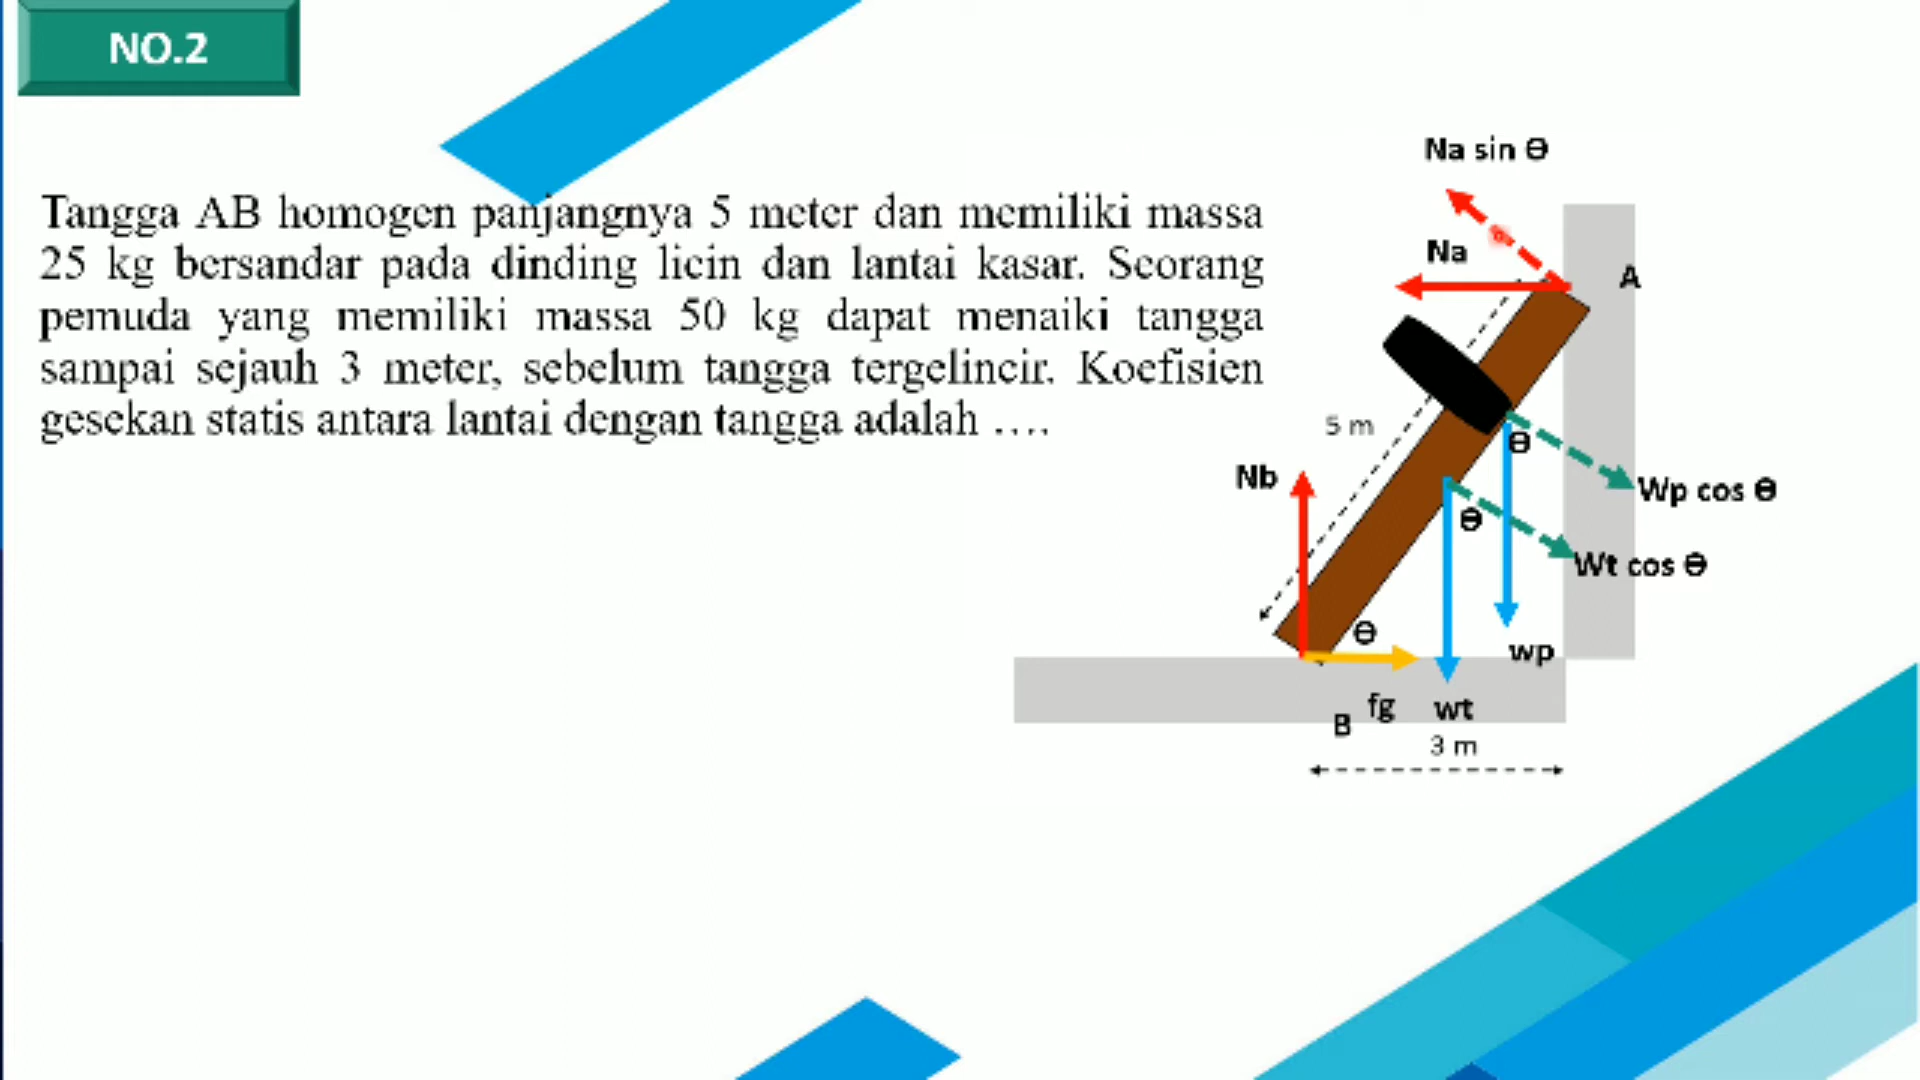 NO.2
Tangga AB homogen panjangnya 5 meter dan memiliki massa
25 kg bersandar pada dinding licin dan lantai kasar. Seorang
pemuda yang memiliki massa 50 kg dapat menaiki tangga
sampai sejauh 3 meter, sebelum tangga tergelincir. Koefisien
gesekan statis antara lantai dengan tangga adalah ....
Na sin Ө
Na
A
5 m
Ө
Nb
Wp cos Ө
Ө
Wt cos Ө
Ө
wp
fg
wt
B
3 m